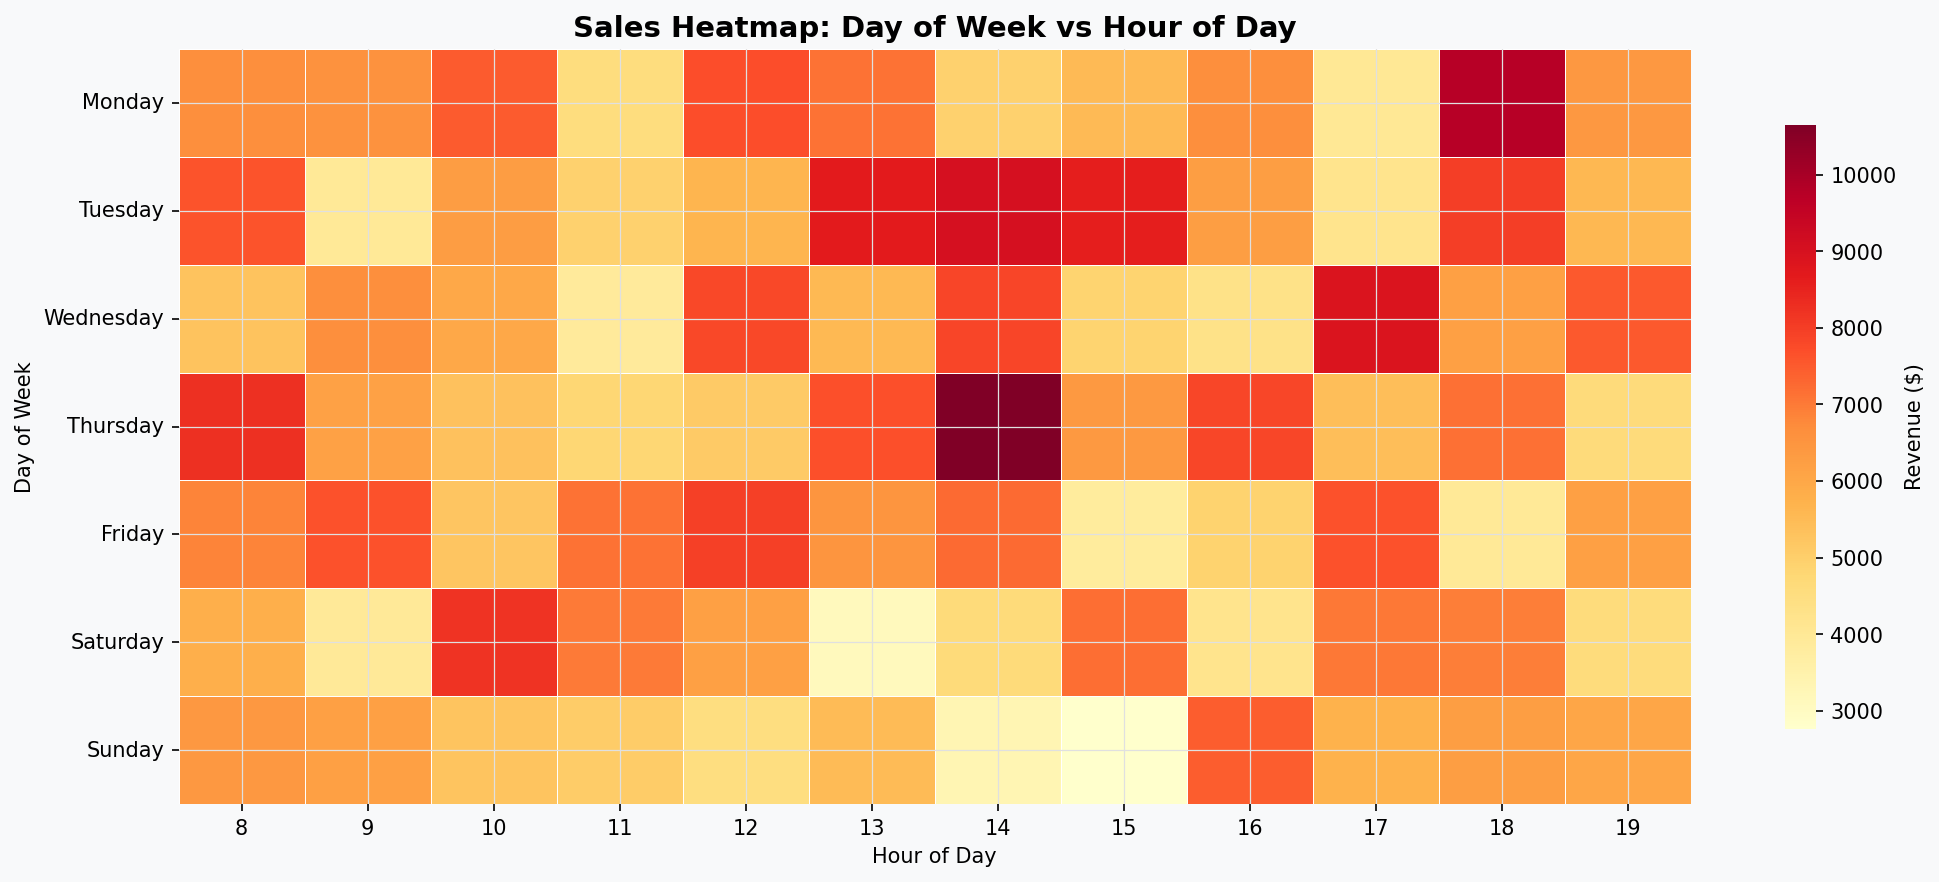 Sales Heatmap: Day of Week vs Hour of Day
Day of Week
Monday
Tuesday
Wednesday
Thursday
Friday
Saturday
Sunday
8 9 10 11 12 13 14 15 16 17 18 19
Hour of Day
10000
9000
8000
7000
6000
5000
4000
3000
Revenue ($)